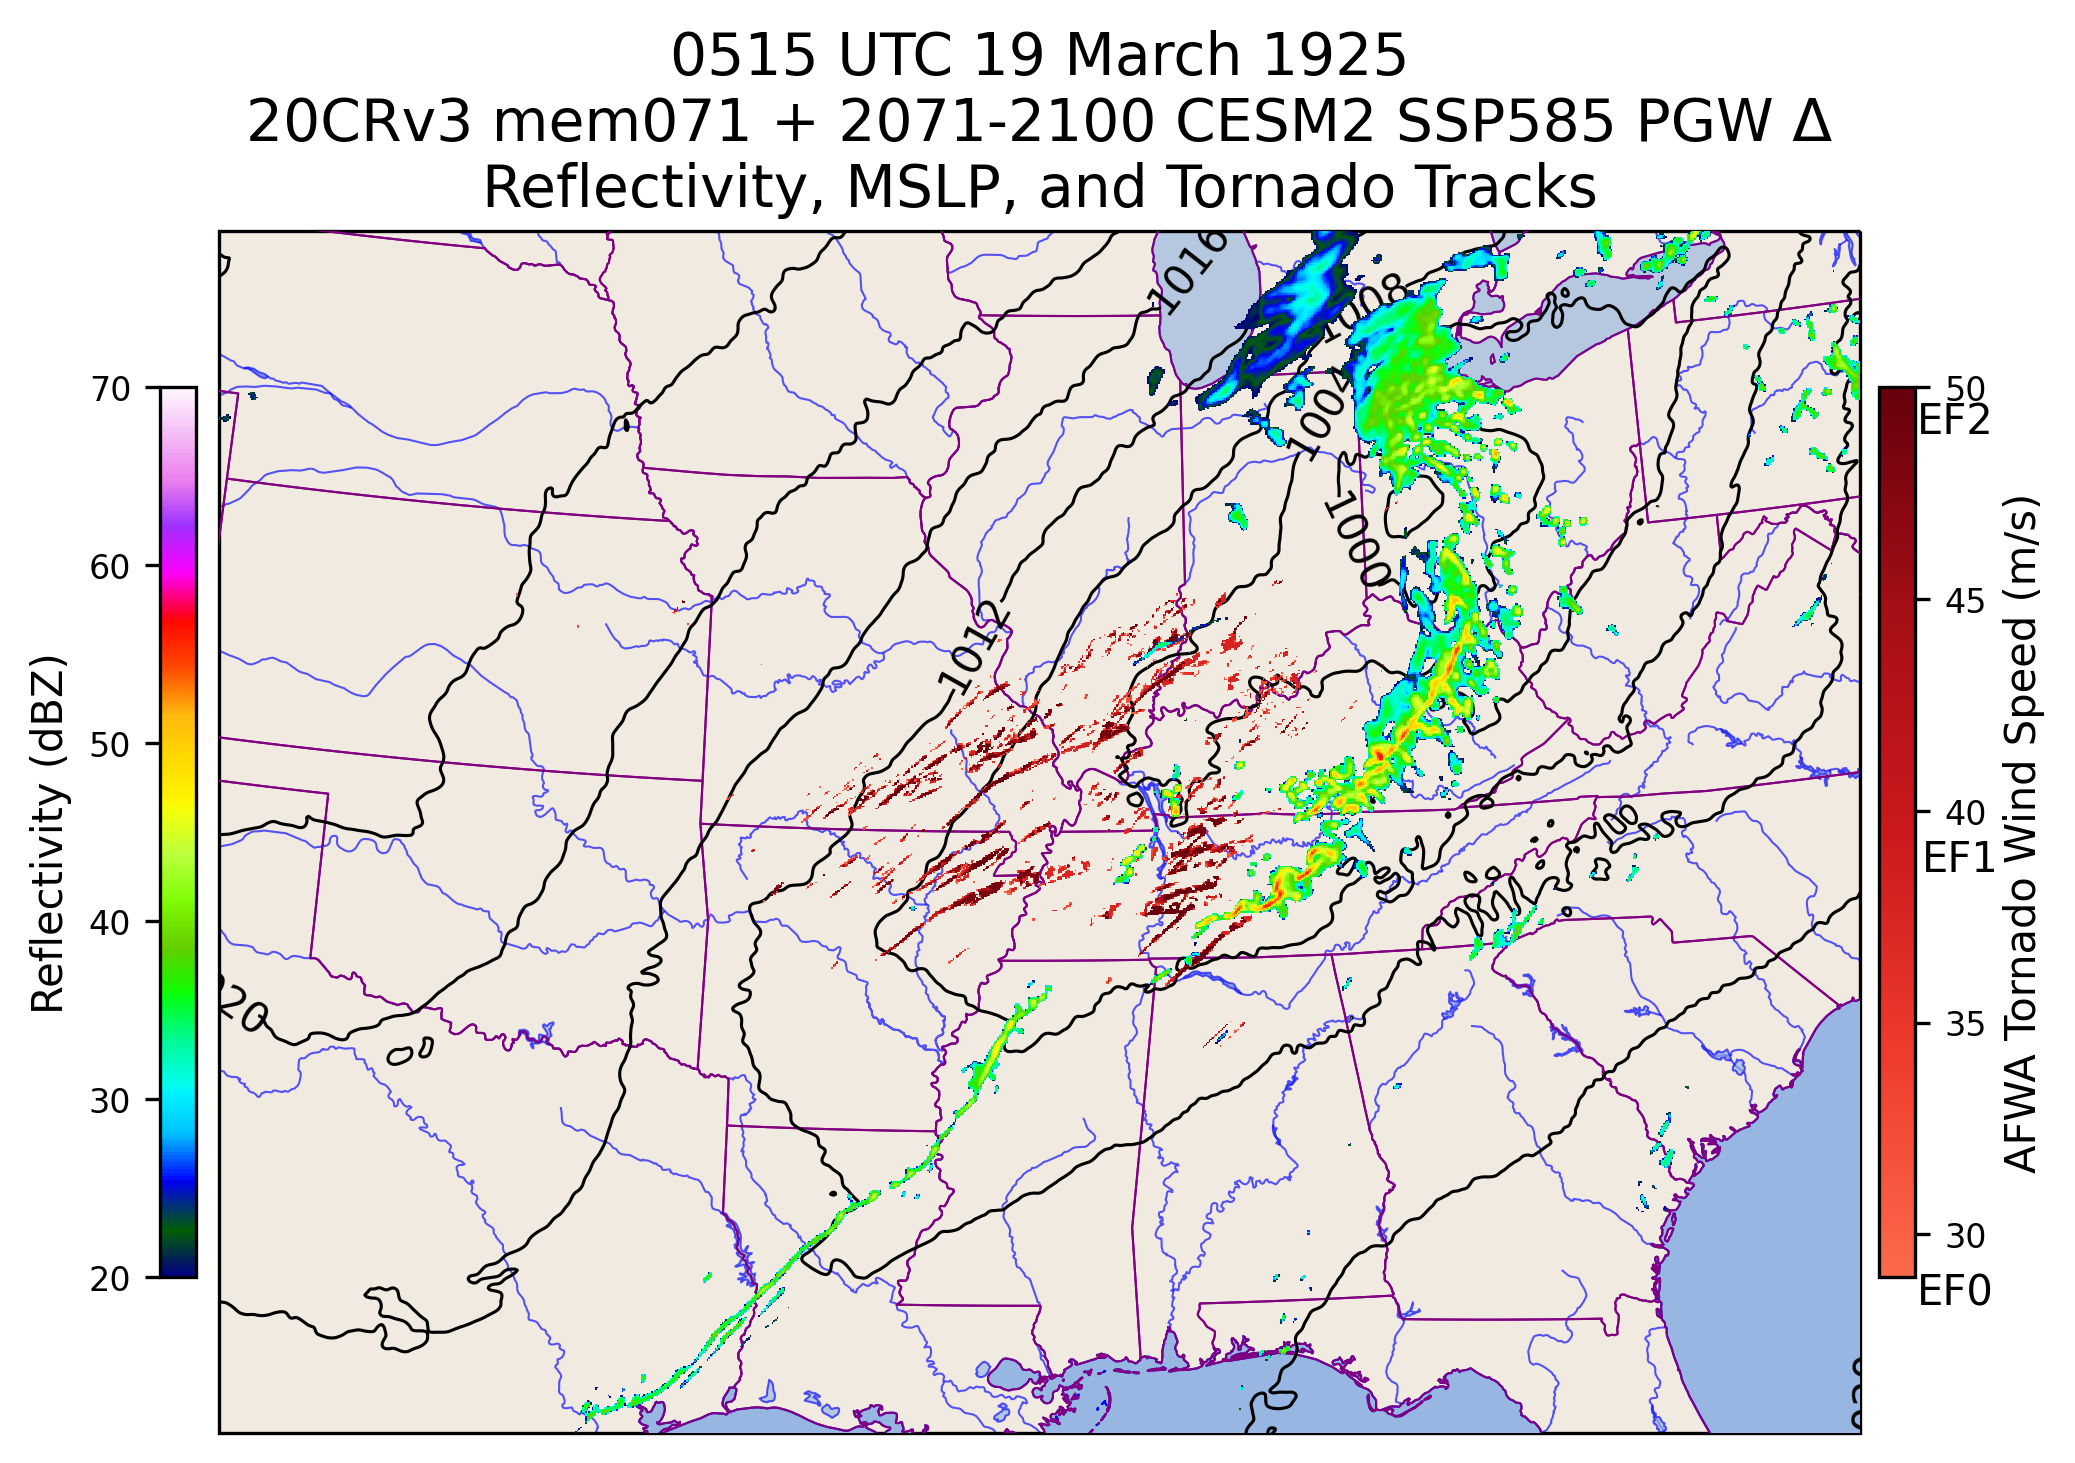 0515 UTC 19 March 1925
20CRv3 mem071 + 2071-2100 CESM2 SSP585 PGW Δ
Reflectivity, MSLP, and Tornado Tracks
1016
1008
1004
1000
1012
20
100
70
60
50
40
30
20
Reflectivity (dBZ)
50
EF2
45
40
EF1
35
30
EF0
AFWA Tornado Wind Speed (m/s)